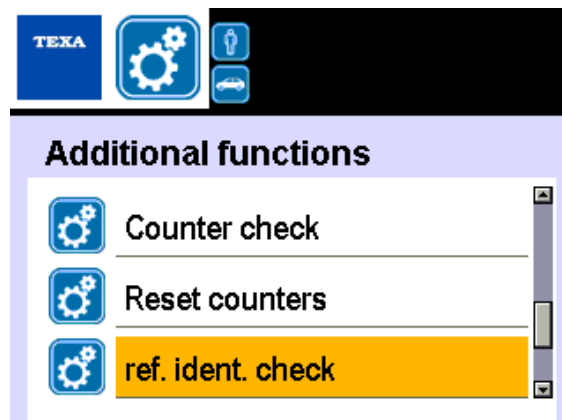 TEXA
Additional functions
Counter check
Reset counters
ref. ident. check